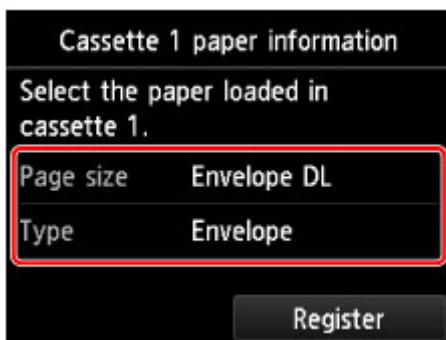 Cassette 1 paper information
Select the paper loaded in
cassette 1.
Page size Envelope DL
Type Envelope
Register